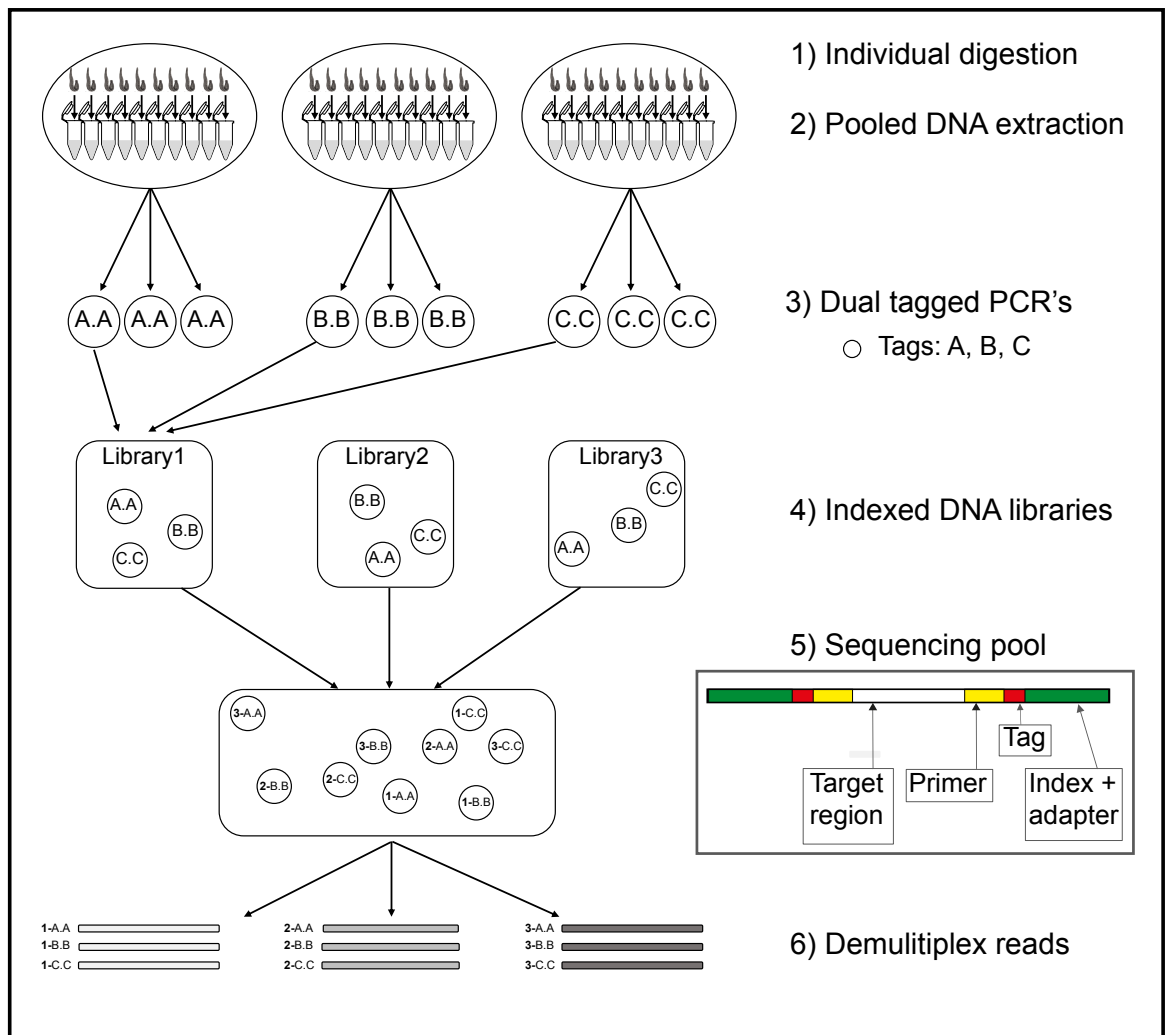 1) Individual digestion
2) Pooled DNA extraction
A.A A.A A.A B.B B.B B.B C.C C.C C.C
3) Dual tagged PCR's
Tags: A, B, C
Library1
A.A
B.B
C.C
Library2
B.B
C.C
A.A
Library3
C.C
B.B
A.A
4) Indexed DNA libraries
5) Sequencing pool
3-A.A
1-C.C
3-B.B
2-A.A
3-C.C
2-B.B
2-C.C
1-A.A
1-B.B
Tag
Target
region
Primer
Index +
adapter
1-A.A
1-B.B
1-C.C
2-A.A
2-B.B
2-C.C
3-A.A
3-B.B
3-C.C
6) Demulitiplex reads